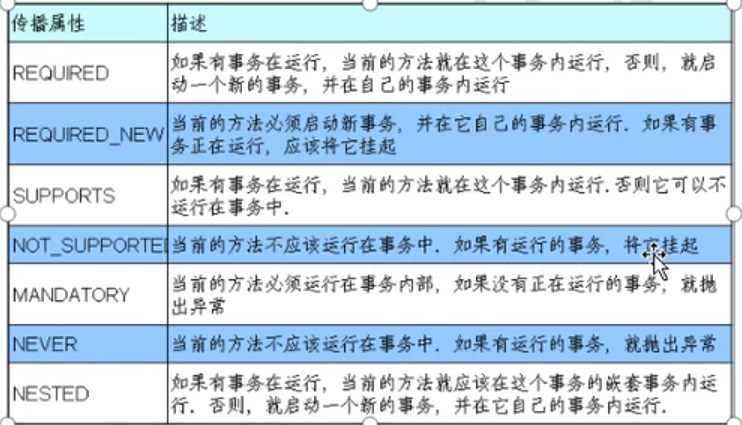 传播属性 描述
REQUIRED 如果有事务在运行，当前的方法就在这个事务内运行，否则，就启
动一个新的事务，并在自己的事务内运行
REQUIRED_NEW 当前的方法必须启动新事务，并在它自己的事务内运行. 如果有事
务正在运行，应该将它挂起
SUPPORTS 如果有事务在运行，当前的方法就在这个事务内运行. 否则它可以不
运行在事务中.
NOT_SUPPORTED 当前的方法不应该运行在事务中. 如果有运行的事务，将它挂起
MANDATORY 当前的方法必须运行在事务内部，如果没有正在运行的事务，就抛
出异常
NEVER 当前的方法不应该运行在事务中. 如果有运行的事务，就抛出异常
NESTED 如果有事务在运行，当前的方法就应该在这个事务的嵌套事务内运
行. 否则，就启动一个新的事务，并在它自己的事务内运行.